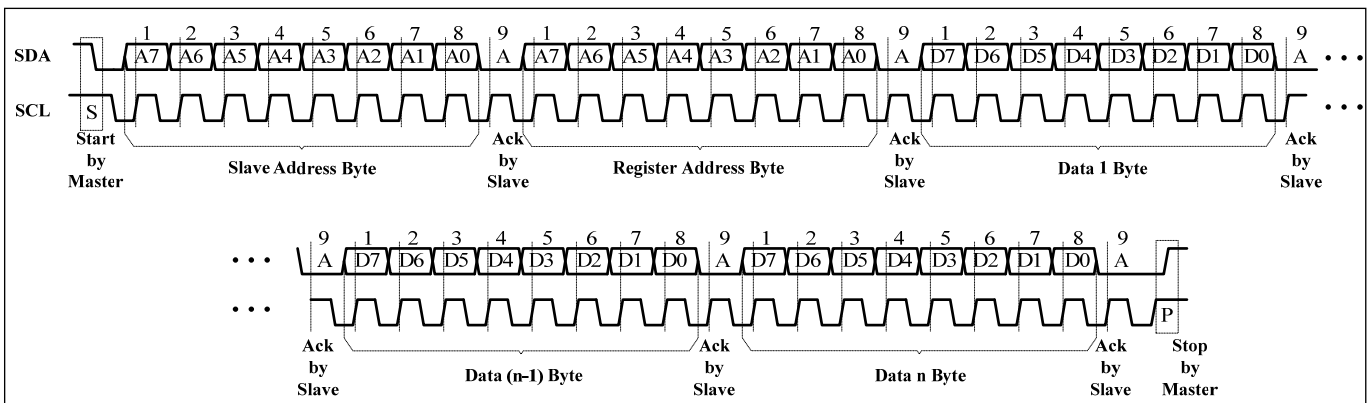 1 2 3 4 5 6 7 8 9 1 2 3 4 5 6 7 8 9 1 2 3 4 5 6 7 8 9
SDA A7 A6 A5 A4 A3 A2 A1 A0 A A7 A6 A5 A4 A3 A2 A1 A0 A D7 D6 D5 D4 D3 D2 D1 D0 A • • •
SCL S • • •
Start by Master
Slave Address Byte
Ack by Slave
Register Address Byte
Ack by Slave
Data 1 Byte
Ack by Slave
9 1 2 3 4 5 6 7 8 9 1 2 3 4 5 6 7 8 9
• • • A D7 D6 D5 D4 D3 D2 D1 D0 A D7 D6 D5 D4 D3 D2 D1 D0 A
• • • P
Ack by Slave
Data (n-1) Byte
Ack by Slave
Data n Byte
Ack by Slave
Stop by Master